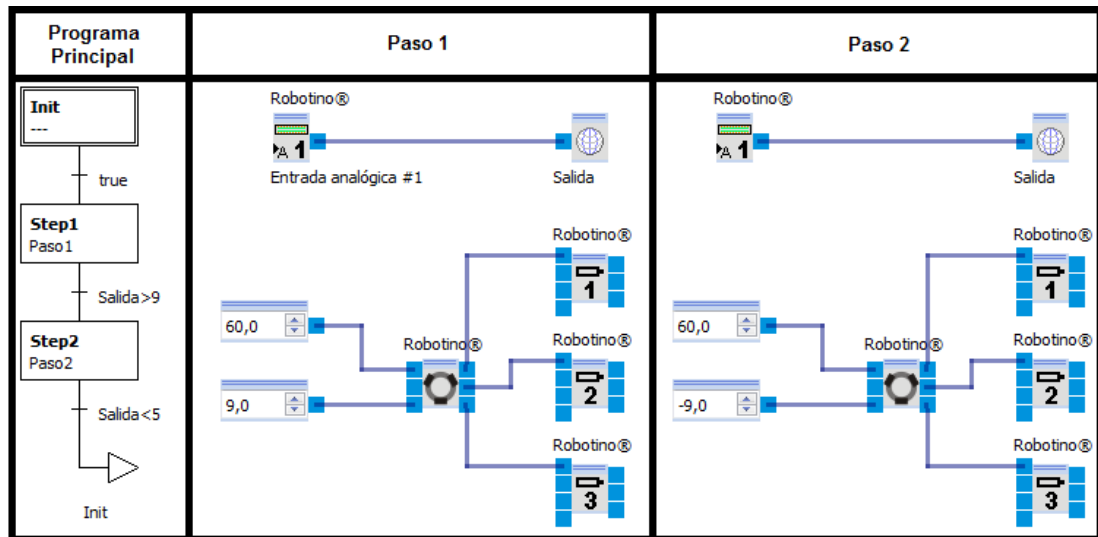 Programa
Principal
Paso 1
Paso 2
Init
---
true
Step1
Paso1
Salida>9
Step2
Paso2
Salida<5
Init
Robotino®
A 1
Entrada analógica #1
Salida
60,0
9,0
Robotino®
Robotino®
1
Robotino®
2
Robotino®
3
Robotino®
A 1
Salida
60,0
-9,0
Robotino®
Robotino®
1
Robotino®
2
Robotino®
3